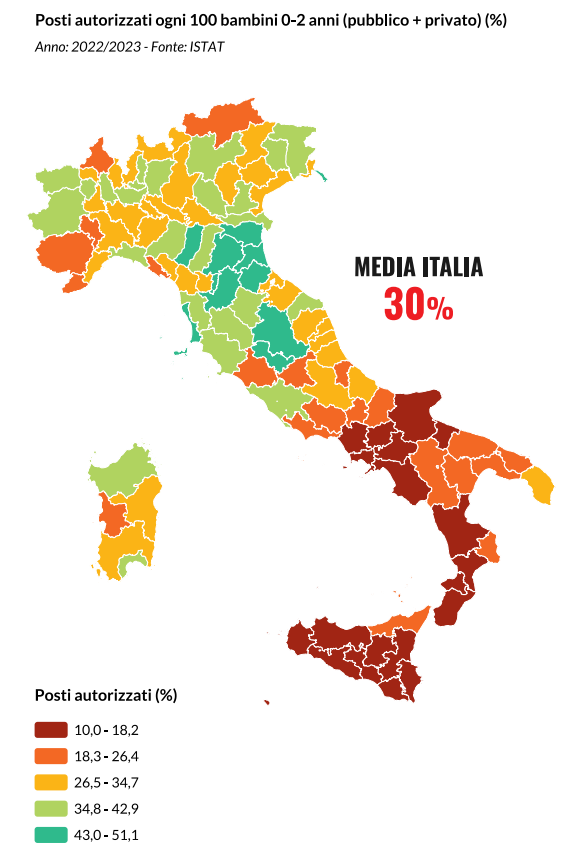 Posti autorizzati ogni 100 bambini 0-2 anni (pubblico + privato) (%)
Anno: 2022/2023 - Fonte: ISTAT
MEDIA ITALIA
30%
Posti autorizzati (%)
10,0 - 18,2
18,3 - 26,4
26,5 - 34,7
34,8 - 42,9
43,0 - 51,1